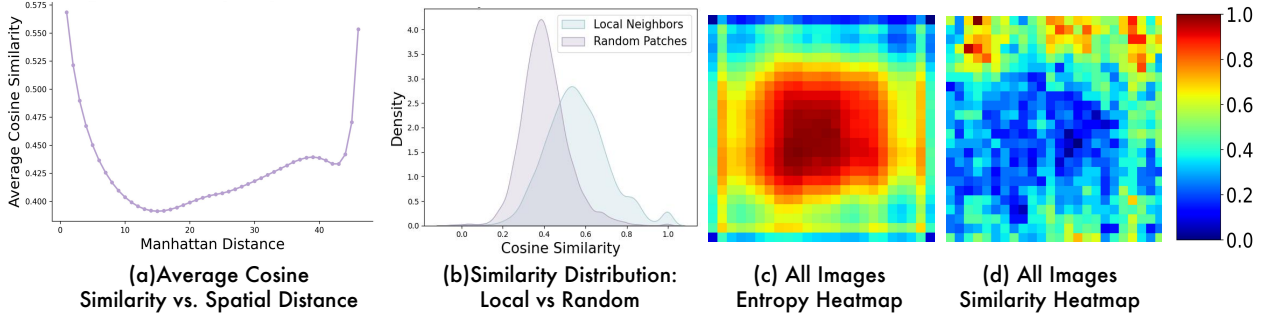 0.575
0.550
0.525
0.500
0.475
0.450
0.425
0.400
0
10
20
30
40
Average Cosine Similarity
Manhattan Distance
(a)Average Cosine
Similarity vs. Spatial Distance
4.0
3.5
3.0
2.5
2.0
1.5
1.0
0.5
0.0
0.0
0.2
0.4
0.6
0.8
1.0
Density
Local Neighbors
Random Patches
Cosine Similarity
(b)Similarity Distribution:
Local vs Random
(c) All Images
Entropy Heatmap
(d) All Images
Similarity Heatmap
1.0
0.8
0.6
0.4
0.2
0.0